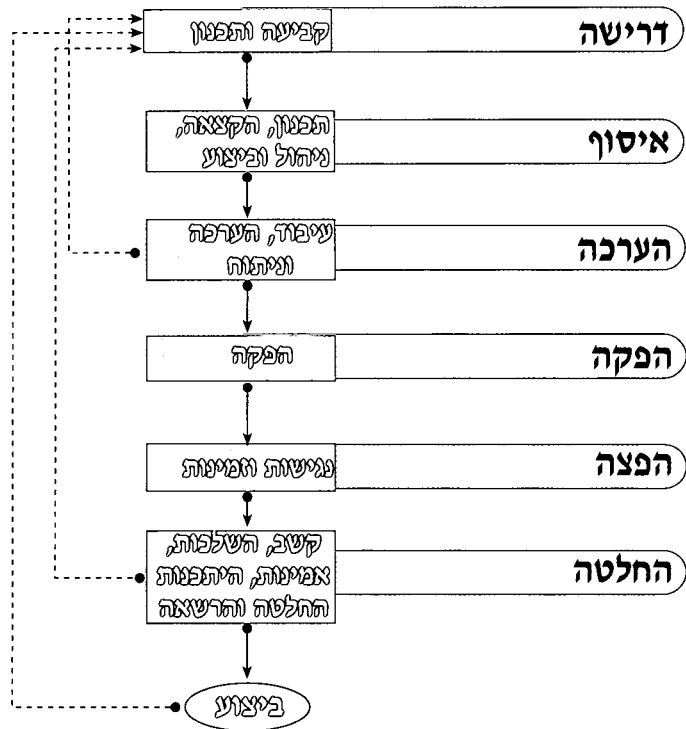 דרישה
קביעה ותכנון
איסוף
תכנון, הקצאה,
ניהול וביצוע
הערכה
עיבוד, הערכה
וניתוח
הפקה
הפקה
הפצה
נגישות וזמינות
החלטה
קשב, השלכות,
אמינות, היתכנות
החלטה והרשאה
ביצוע